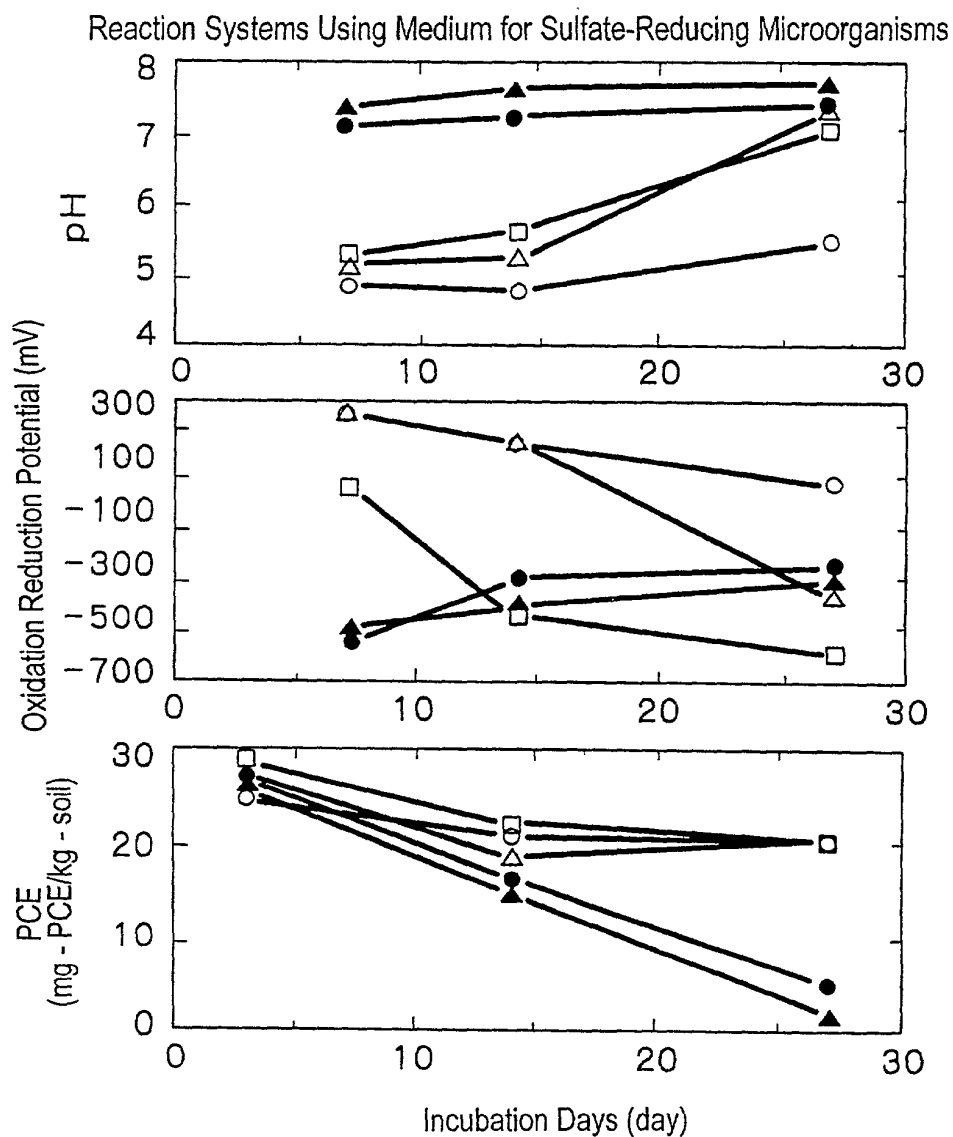 Reaction Systems Using Medium for Sulfate-Reducing Microorganisms
pH
8
7
6
5
4
0 10 20 30
Oxidation Reduction Potential (mV)
300
100
-100
-300
-500
-700
0 10 20 30
PCE
(mg - PCE/kg - soil)
30
20
10
0
0 10 20 30
Incubation Days (day)